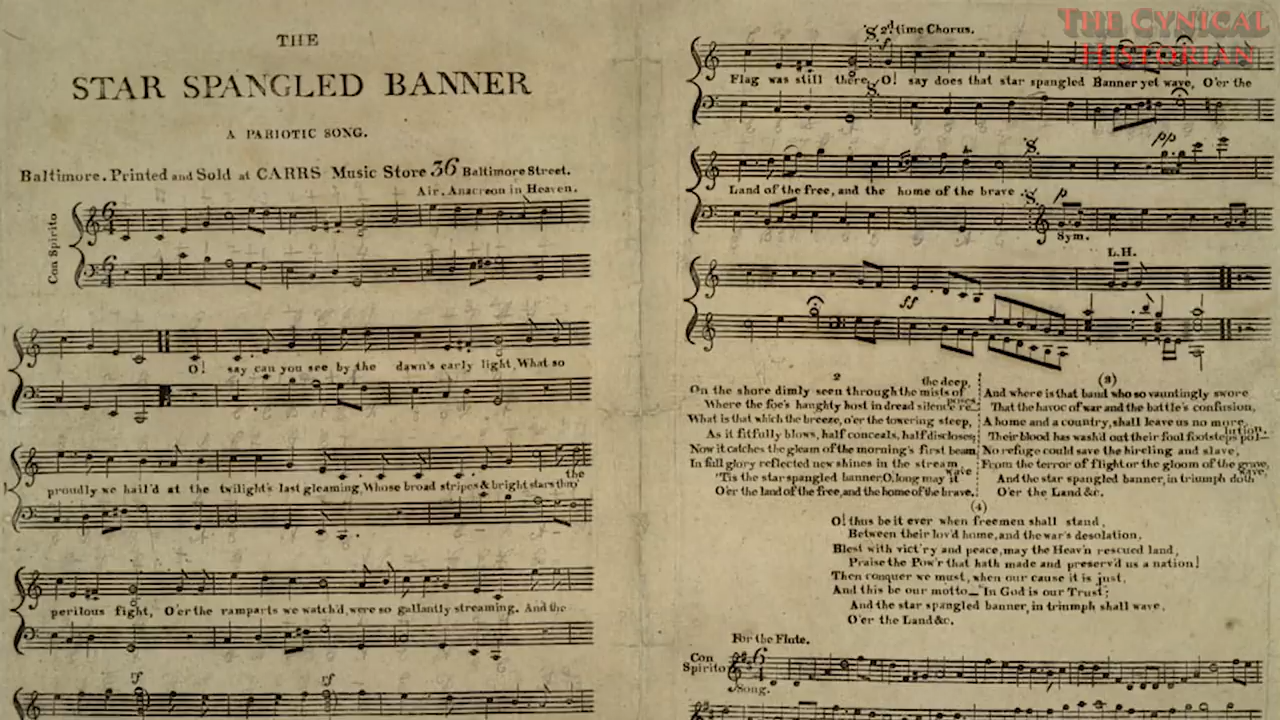 THE
STAR SPANGLED BANNER
A PARIOTIC SONG.
Baltimore. Printed and Sold at CARRS Music Store 36 Baltimore Street.
Air. Anacreon in Heaven.
Con Spirito
O! say can you see by the dawn's early light, What so
proudly we hail'd at the twilight's last gleaming, Whose broad stripes & bright stars thro' the
perilous fight, O'er the ramparts we watch'd, were so gallantly streaming. And the
sf sf
THE CYNICAL
HISTORIAN
2d. time Chorus.
f
Flag was still there, O! say does that star spangled Banner yet wave, O'er the
pp
Land of the free, and the home of the brave.
p
Sym.
L.H.
ff
2
On the shore dimly seen through the mists of the deep,
Where the foe's haughty host in dread silence reposes,
What is that which the breeze, o'er the towering steep,
As it fitfully blows, half conceals, half discloses;
Now it catches the gleam of the morning's first beam,
In full glory reflected new shines in the stream,
'Tis the star spangled banner, O! long may it wave
O'er the land of the free, and the home of the brave.
(3)
And where is that band who so vauntingly swore
That the havoc of war and the battle's confusion,
A home and a country, shall leave us no more,
Their blood has wash'd out their foul footsteps pol-lution.
No refuge could save the hireling and slave,
From the terror of flight or the gloom of the grave,
And the star spangled banner, in triumph doth wave,
O'er the Land &c.
(4)
O! thus be it ever when freemen shall stand,
Between their lov'd home, and the war's desolation,
Blest with vict'ry and peace, may the Heav'n rescued land,
Praise the Pow'r that hath made and preserv'd us a nation!
Then conquer we must, when our cause it is just,
And this be our motto_"In God is our Trust;
And the star spangled banner, in triumph shall wave,
O'er the Land &c.
For the Flute.
Con Spirito
Song.